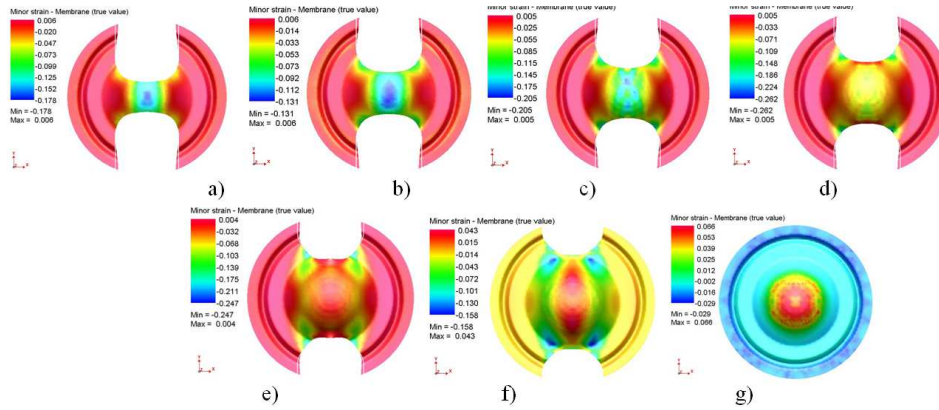 Minor strain - Membrane (true value)
0.006
-0.020
-0.047
-0.073
-0.099
-0.125
-0.152
-0.178
Min = -0.178
Max = 0.006
Y
Z X
a)
Minor strain - Membrane (true value)
0.006
-0.014
-0.033
-0.053
-0.073
-0.092
-0.112
-0.131
Min = -0.131
Max = 0.006
Y
Z X
b)
Minor strain - Membrane (true value)
0.005
-0.025
-0.055
-0.085
-0.115
-0.145
-0.175
-0.205
Min = -0.205
Max = 0.005
Y
Z X
c)
Minor strain - Membrane (true value)
0.005
-0.033
-0.071
-0.110
-0.148
-0.186
-0.224
-0.262
Min = -0.262
Max = 0.005
Y
Z X
d)
Minor strain - Membrane (true value)
0.004
-0.032
-0.068
-0.103
-0.139
-0.175
-0.211
-0.247
Min = -0.247
Max = 0.004
Y
Z X
e)
Minor strain - Membrane (true value)
0.043
0.015
-0.015
-0.043
-0.072
-0.101
-0.130
-0.158
Min = -0.158
Max = 0.043
Y
Z X
f)
Minor strain - Membrane (true value)
0.066
0.053
0.039
-0.002
-0.016
-0.029
Min = -0.029
Max = 0.066
Y
Z X
g)